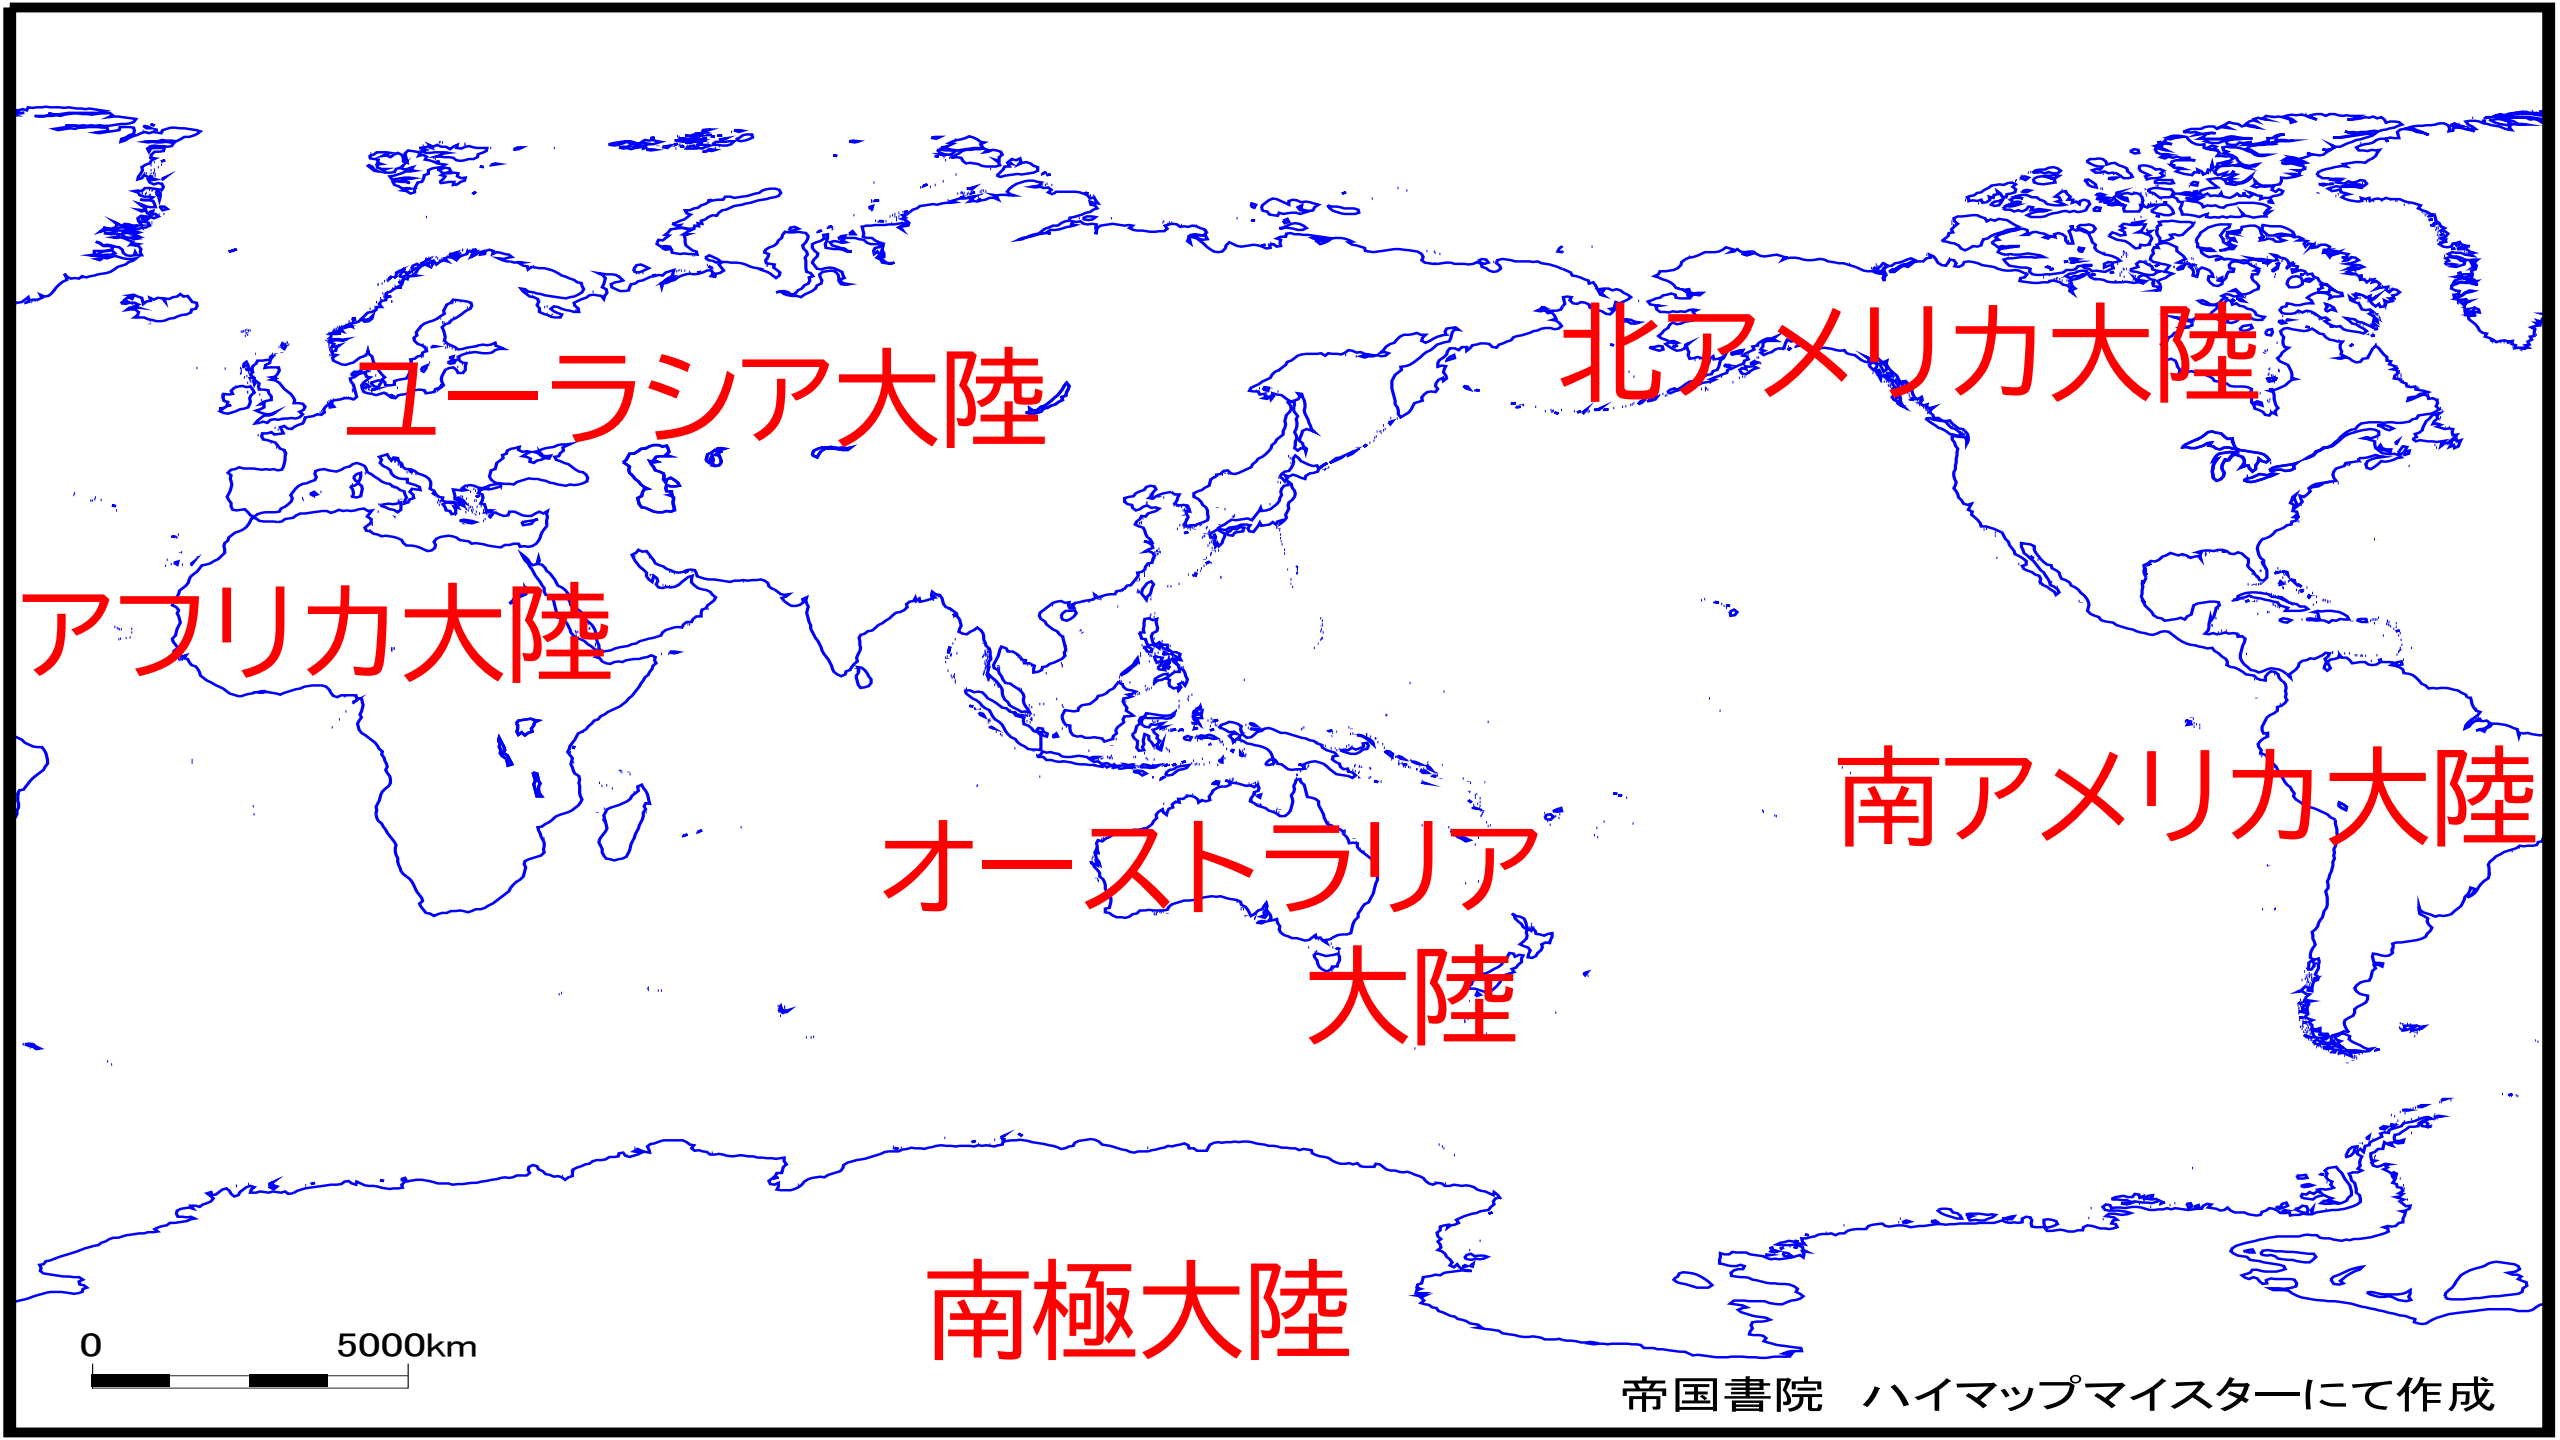 北アメリカ大陸
ユーラシア大陸
アフリカ大陸
南アメリカ大陸
オーストラリア
大陸
南極大陸
0 5000km
帝国書院 ハイマップマイスターにて作成